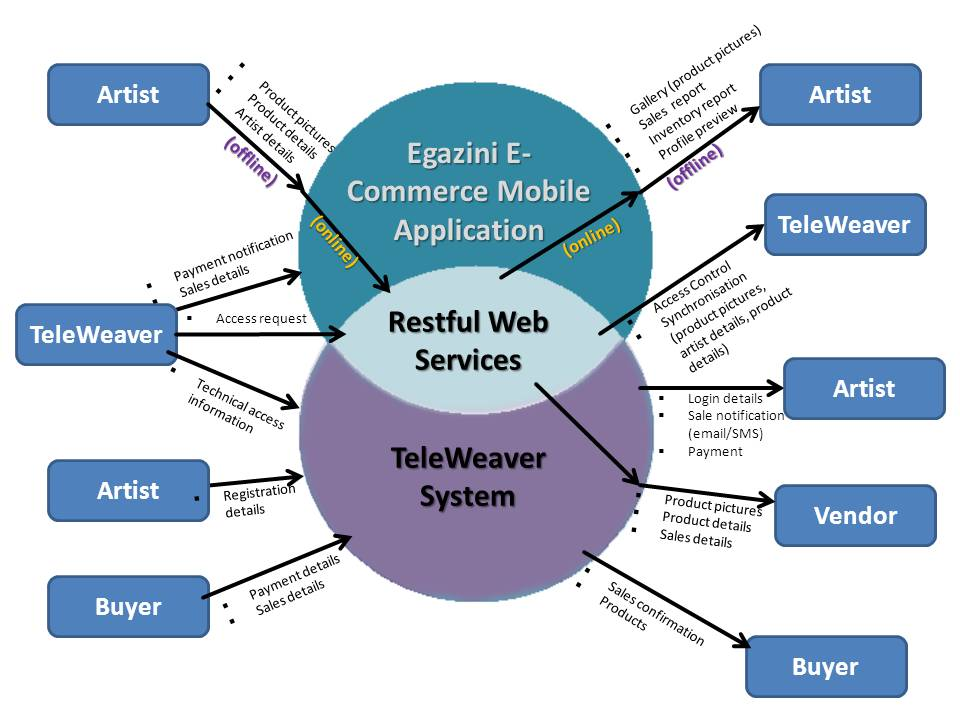 Artist
Product pictures
Product details
Artist details
(offline)
(online)
Egazini E-
Commerce Mobile
Application
Gallery (product pictures)
Sales report
Inventory report
Profile preview
(offline)
(online)
Artist
TeleWeaver
Payment notification
Sales details
Access request
Technical access
information
TeleWeaver
Restful Web
Services
Access Control
Synchronisation
(product pictures,
artist details, product
details)
TeleWeaver
Login details
Sale notification
(email/SMS)
Payment
Artist
Artist
Registration
details
TeleWeaver
System
Product pictures
Product details
Sales details
Vendor
Buyer
Payment details
Sales details
Sales confirmation
Products
Buyer